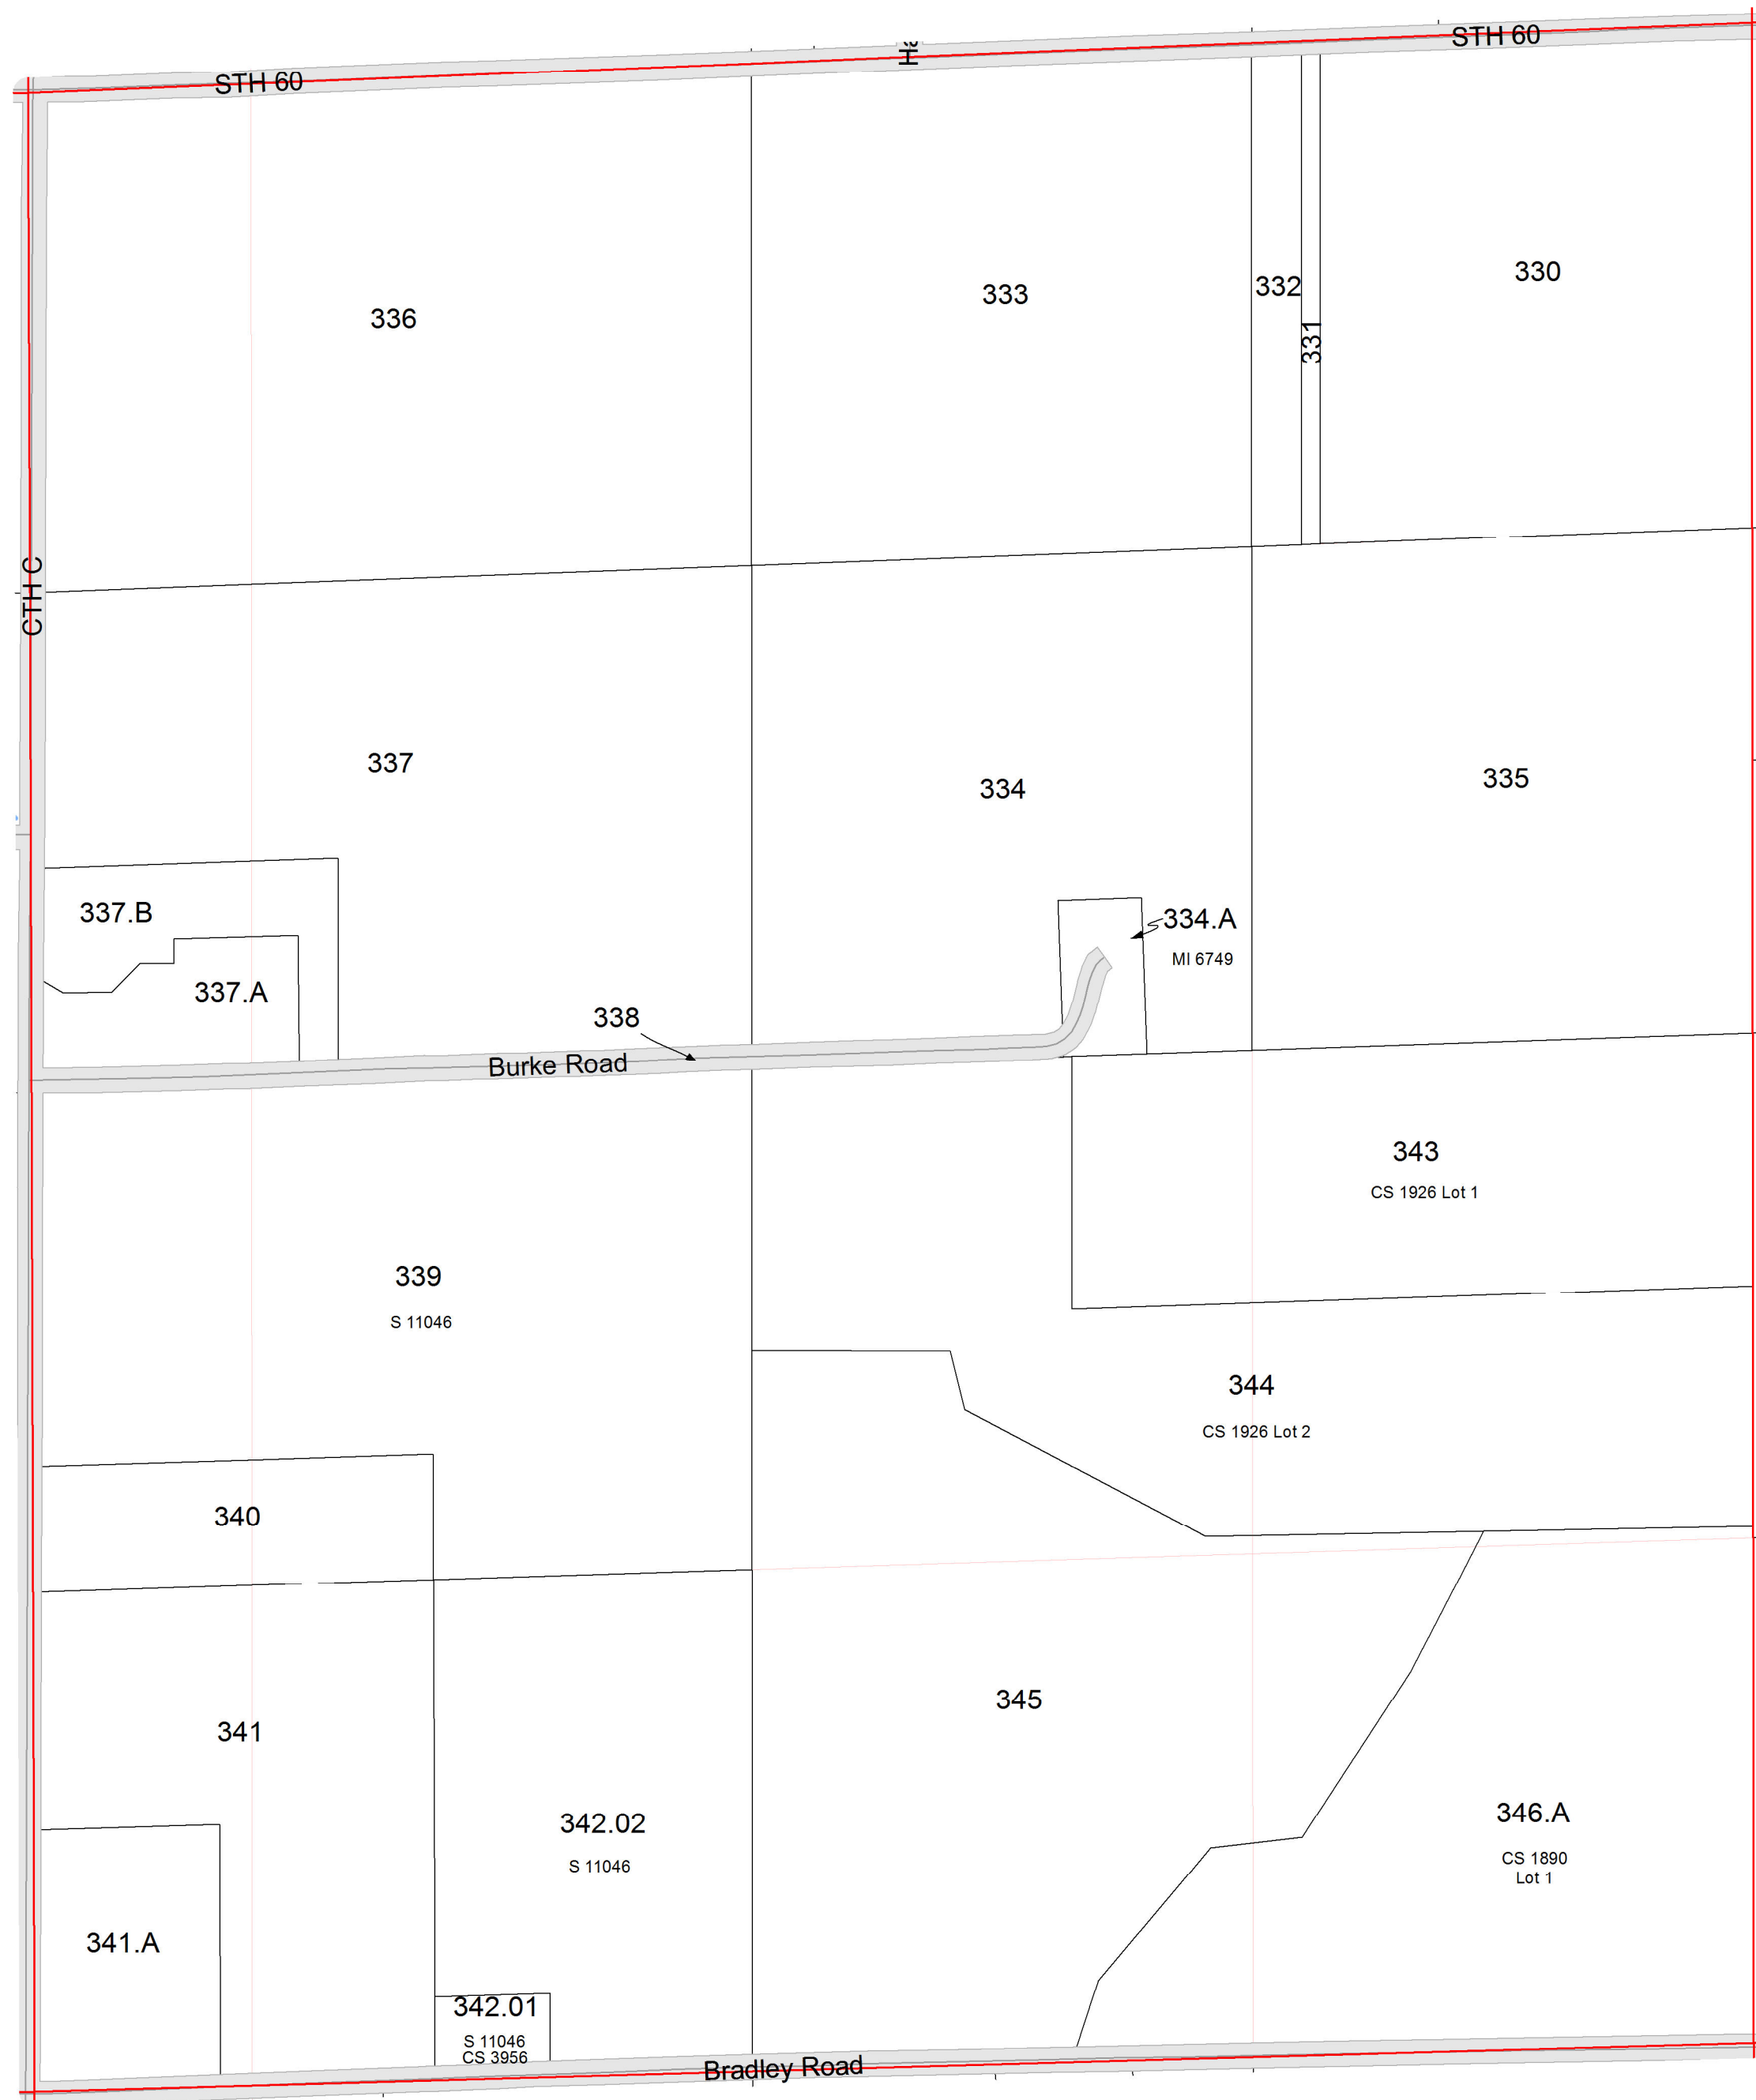 STH 60
STH 60
336
333
332
331
330
CTH C
337
334
335
337.B
337.A
334.A
MI 6749
338
Burke Road
343
CS 1926 Lot 1
339
S 11046
344
CS 1926 Lot 2
340
341
345
342.02
S 11046
346.A
CS 1890
Lot 1
341.A
342.01
S 11046
CS 3956
Bradley Road